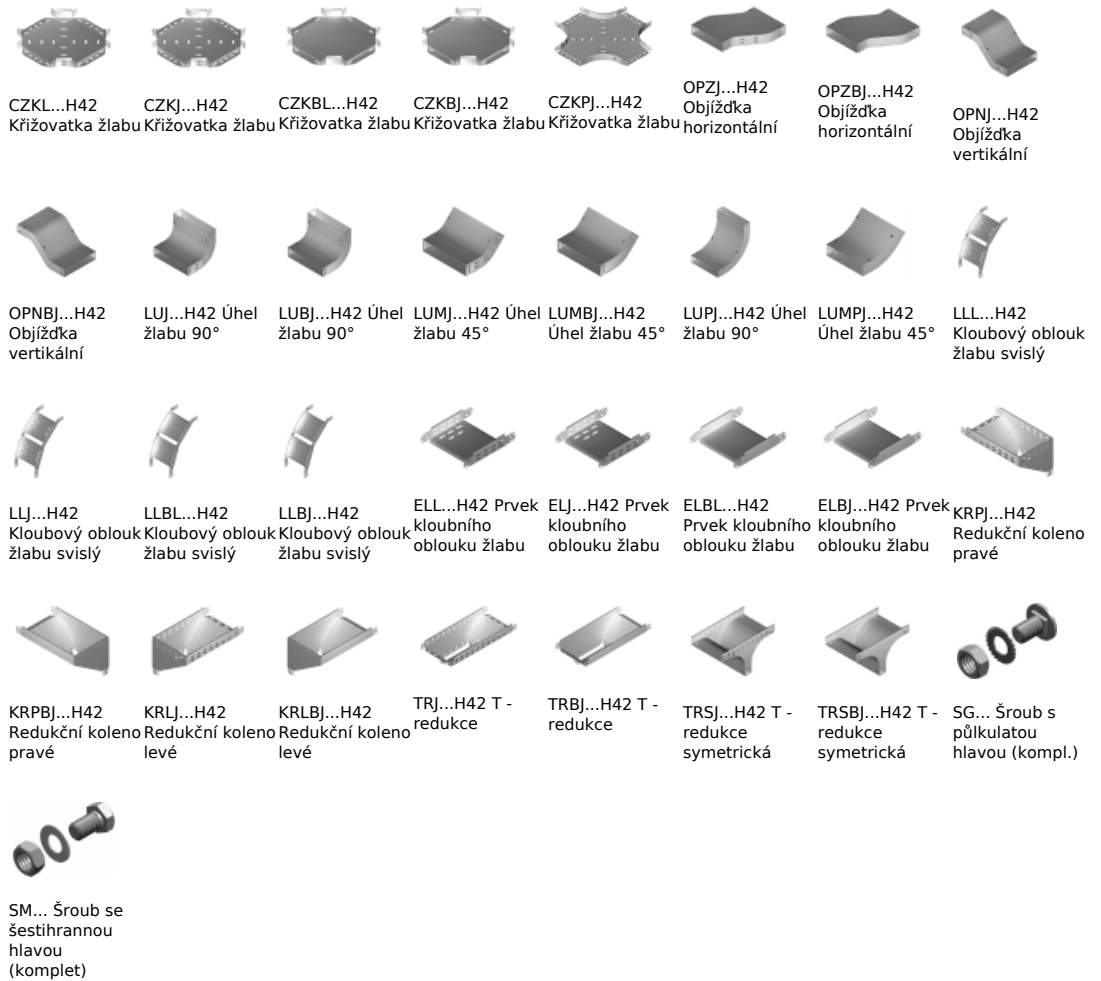 CZKL...H42
Křižovatka žlabu
CZKJ...H42
Křižovatka žlabu
CZKBL...H42
Křižovatka žlabu
CZKBJ...H42
Křižovatka žlabu
CZKPJ...H42
Křižovatka žlabu
OPZJ...H42
Objížďka
horizontální
OPZBJ...H42
Objížďka
horizontální
OPNJ...H42
Objížďka
vertikální
OPNBJ...H42
Objížďka
vertikální
LUJ...H42 Úhel
žlabu 90°
LUBJ...H42 Úhel
žlabu 90°
LUMJ...H42 Úhel
žlabu 45°
LUMBJ...H42
Úhel žlabu 45°
LUPJ...H42 Úhel
žlabu 90°
LUMPJ...H42
Úhel žlabu 45°
LLL...H42
Kloubový oblouk
žlabu svislý
LLJ...H42
Kloubový oblouk
žlabu svislý
LLBL...H42
Kloubový oblouk
žlabu svislý
LLBJ...H42
Kloubový oblouk
žlabu svislý
ELL...H42 Prvek
kloubního
oblouku žlabu
ELJ...H42 Prvek
kloubního
oblouku žlabu
ELBL...H42
Prvek kloubního
oblouku žlabu
ELBJ...H42 Prvek
kloubního
oblouku žlabu
KRPJ...H42
Redukční koleno
pravé
KRPBJ...H42
Redukční koleno
pravé
KRLJ...H42
Redukční koleno
levé
KRLBJ...H42
Redukční koleno
levé
TRJ...H42 T -
redukce
TRBJ...H42 T -
redukce
TRSJ...H42 T -
redukce
symetrická
TRSBJ...H42 T -
redukce
symetrická
SG... Šroub s
půlkulatou
hlavou (kompl.)
SM... Šroub se
šestihrannou
hlavou
(komplet)